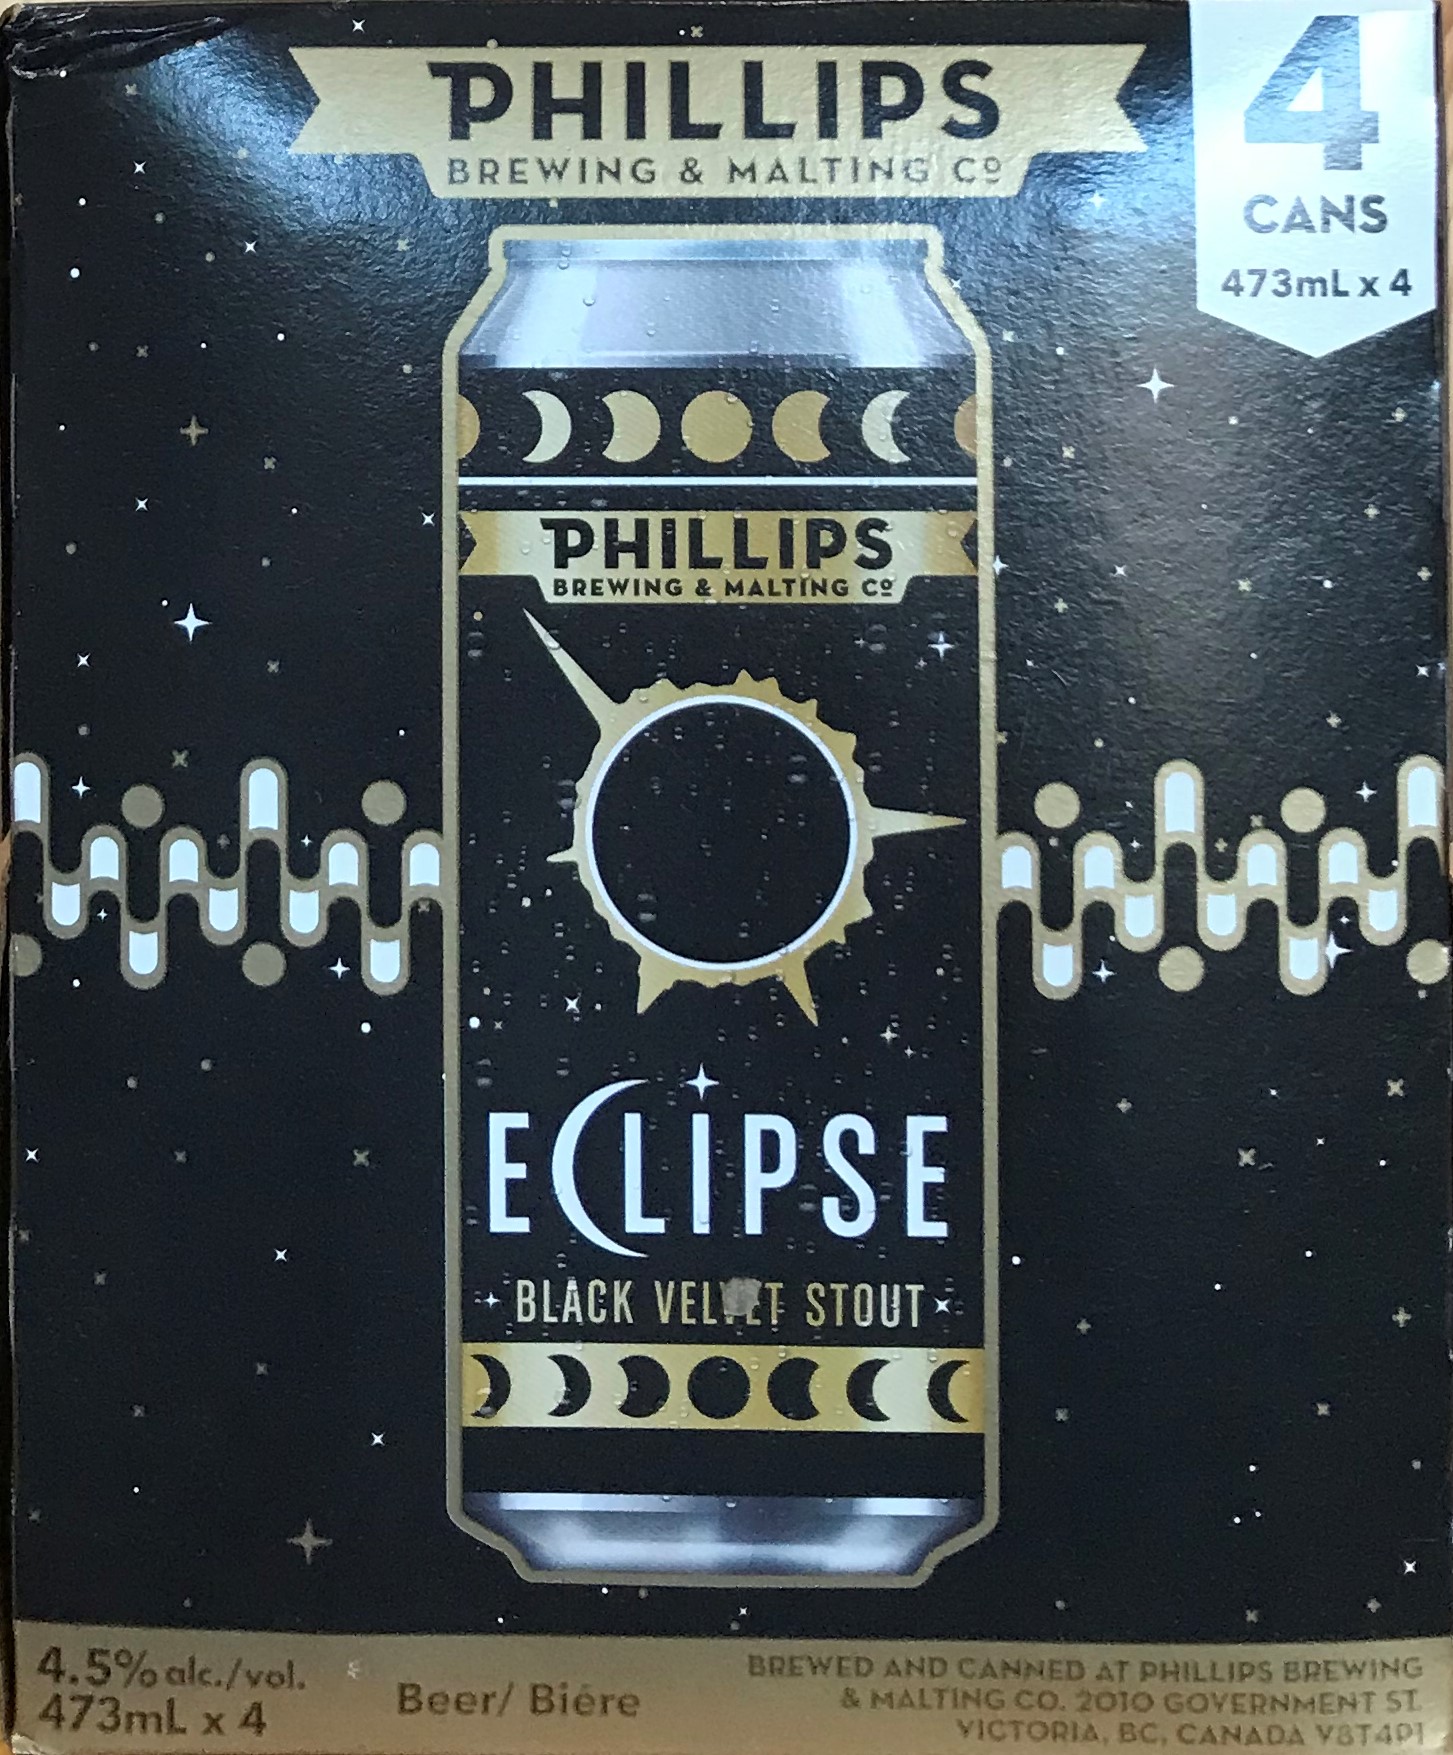 PHILLIPS
BREWING & MALTING Cº
4
CANS
473mL x 4
PHILLIPS
BREWING & MALTING Cº
ECLIPSE
BLACK VELVET STOUT
4.5% alc./vol.
473mL x 4
Beer/ Bière
BREWED AND CANNED AT PHILLIPS BREWING
& MALTING CO. 2010 GOVERNMENT ST.
VICTORIA, BC, CANADA V8T4P1